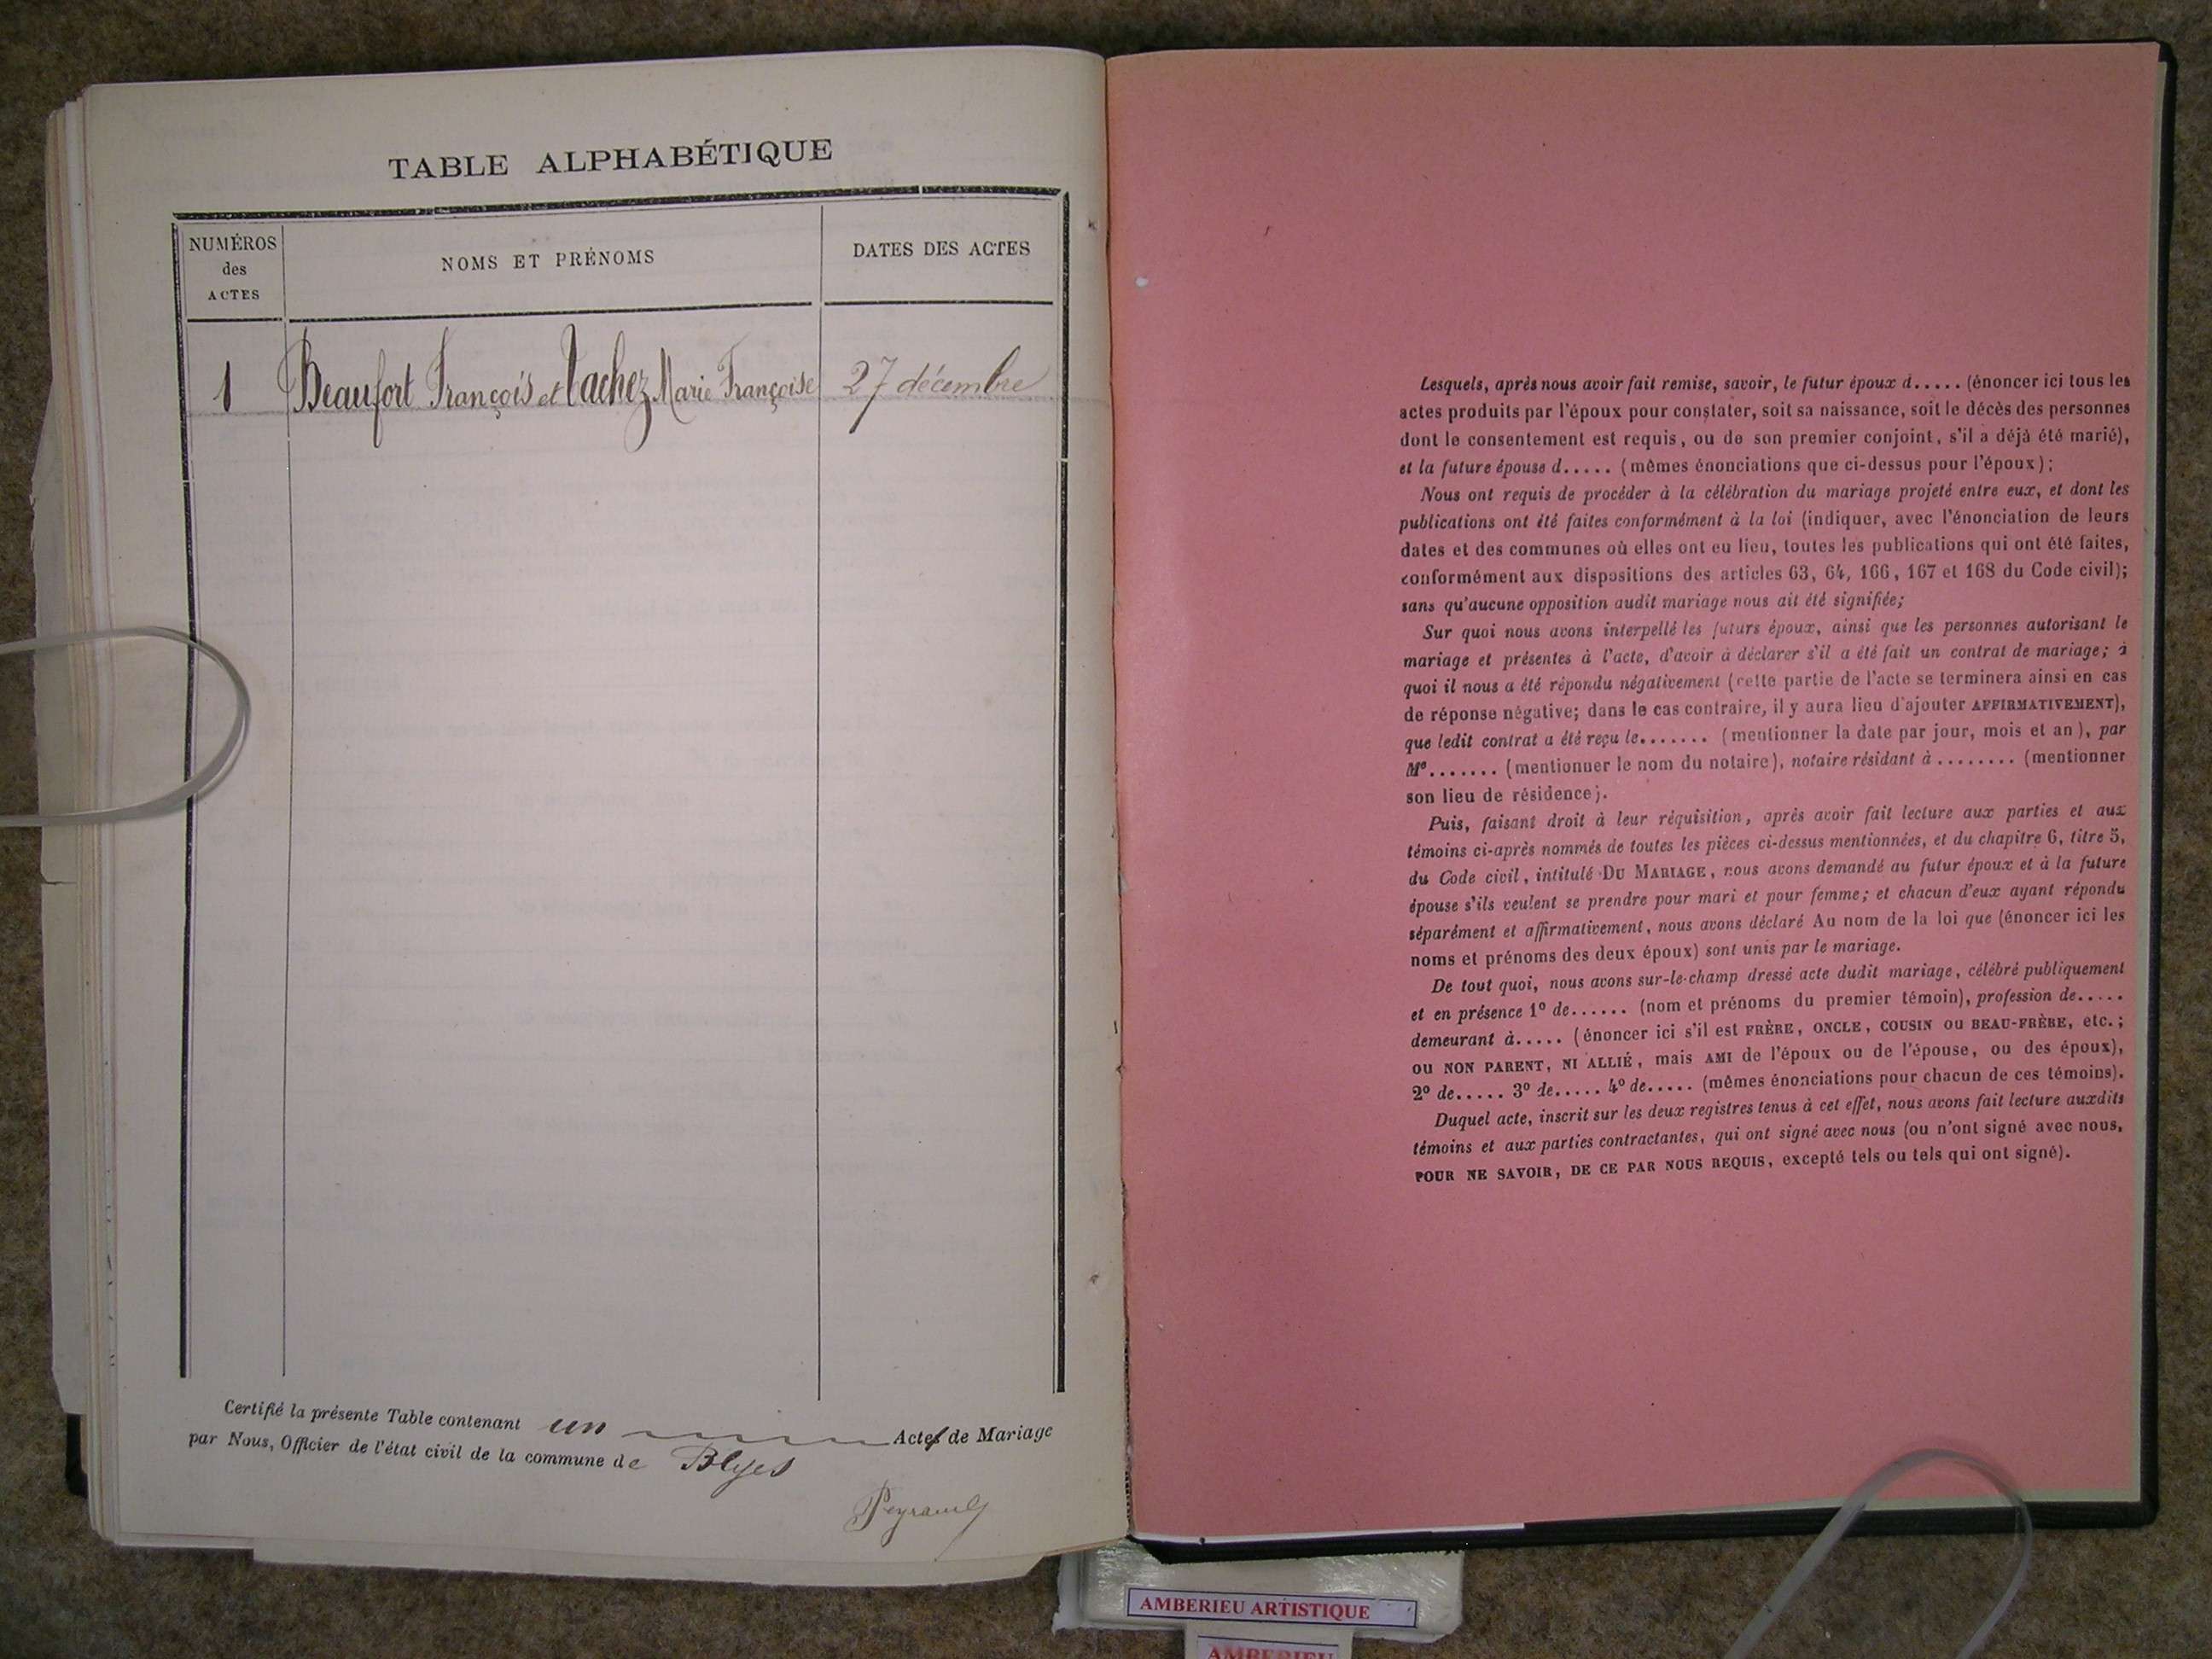 TABLE ALPHABÉTIQUE
NUMÉROS
des
ACTES
NOMS ET PRÉNOMS
DATES DES ACTES
1 Beaufort François et Vachez Marie Françoise 27 décembre
Certifié la présente Table contenant un Acte de Mariage
par Nous, Officier de l'état civil de la commune de Blyes
Lesquels, après nous avoir fait remise, savoir, le futur époux d..... (énoncer ici tous les
actes produits par l'époux pour constater, soit sa naissance, soit le décès des personnes
dont le consentement est requis, ou de son premier conjoint, s'il a déjà été marié),
et la future épouse d..... (mêmes énonciations que ci-dessus pour l'époux);
Nous ont requis de procéder à la célébration du mariage projeté entre eux, et dont les
publications ont été faites conformément à la loi (indiquer, avec l'énonciation de leurs
dates et des communes où elles ont eu lieu, toutes les publications qui ont été faites,
conformément aux dispositions des articles 63, 64, 166, 167 et 168 du Code civil);
sans qu'aucune opposition audit mariage nous ait été signifiée;
Sur quoi nous avons interpellé les futurs époux, ainsi que les personnes autorisant le
mariage et présentes à l'acte, d'avoir à déclarer s'il a été fait un contrat de mariage; à
quoi il nous a été répondu négativement (cette partie de l'acte se terminera ainsi en cas
de réponse négative; dans le cas contraire, il y aura lieu d'ajouter AFFIRMATIVEMENT),
que ledit contrat a été reçu le....... (mentionner la date par jour, mois et an), par
Me....... (mentionner le nom du notaire), notaire résidant à ........ (mentionner
son lieu de résidence).
Puis, faisant droit à leur réquisition, après avoir fait lecture aux parties et aux
témoins ci-après nommés de toutes les pièces ci-dessus mentionnées, et du chapitre 6, titre 5,
du Code civil, intitulé DU MARIAGE, nous avons demandé au futur époux et à la future
épouse s'ils veulent se prendre pour mari et pour femme; et chacun d'eux ayant répondu
séparément et affirmativement, nous avons déclaré Au nom de la loi que (énoncer ici les
noms et prénoms des deux époux) sont unis par le mariage.
De tout quoi, nous avons sur-le-champ dressé acte dudit mariage, célébré publiquement
et en présence 1º de...... (nom et prénoms du premier témoin), profession de.....
demeurant à..... (énoncer ici s'il est FRÈRE, ONCLE, COUSIN OU BEAU-FRÈRE, etc.;
OU NON PARENT, NI ALLIÉ, mais AMI de l'époux ou de l'épouse, ou des époux),
2º de..... 3º de..... 4º de..... (mêmes énonciations pour chacun de ces témoins).
Duquel acte, inscrit sur les deux registres tenus à cet effet, nous avons fait lecture auxdits
témoins et aux parties contractantes, qui ont signé avec nous (ou n'ont signé avec nous,
POUR NE SAVOIR, DE CE PAR NOUS REQUIS, excepté tels ou tels qui ont signé).
AMBERIEU ARTISTIQUE
AMBERIEU